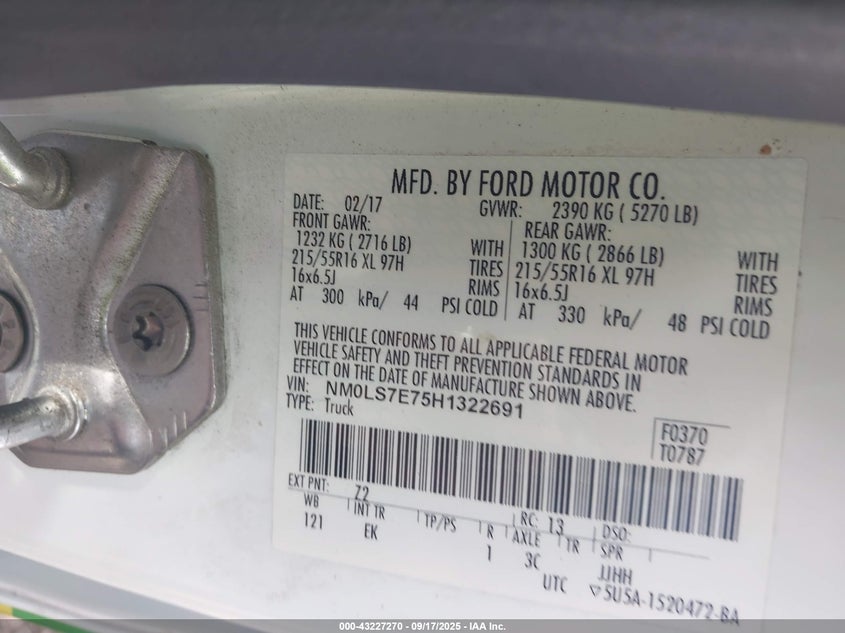 MFD. BY FORD MOTOR CO.
DATE: 02/17 GVWR: 2390 KG ( 5270 LB)
FRONT GAWR: REAR GAWR:
1232 KG ( 2716 LB) WITH 1300 KG ( 2866 LB) WITH
215/55R16 XL 97H TIRES 215/55R16 XL 97H TIRES
16x6.5J RIMS 16x6.5J RIMS
AT 300 kPa/ 44 PSI COLD AT 330 kPa/ 48 PSI COLD
THIS VEHICLE CONFORMS TO ALL APPLICABLE FEDERAL MOTOR
VEHICLE SAFETY AND THEFT PREVENTION STANDARDS IN
EFFECT ON THE DATE OF MANUFACTURE SHOWN ABOVE.
VIN: NM0LS7E75H1322691
TYPE: Truck
F0370
T0787
EXT PNT: Z2 RC: 13 DSO:
WB INT TR TP/PS R AXLE TR SPR
121 EK 1 3C JJHH
UTC ▽5U5A-1520472-BA
000-43227270 - 09/17/2025 - IAA Inc.